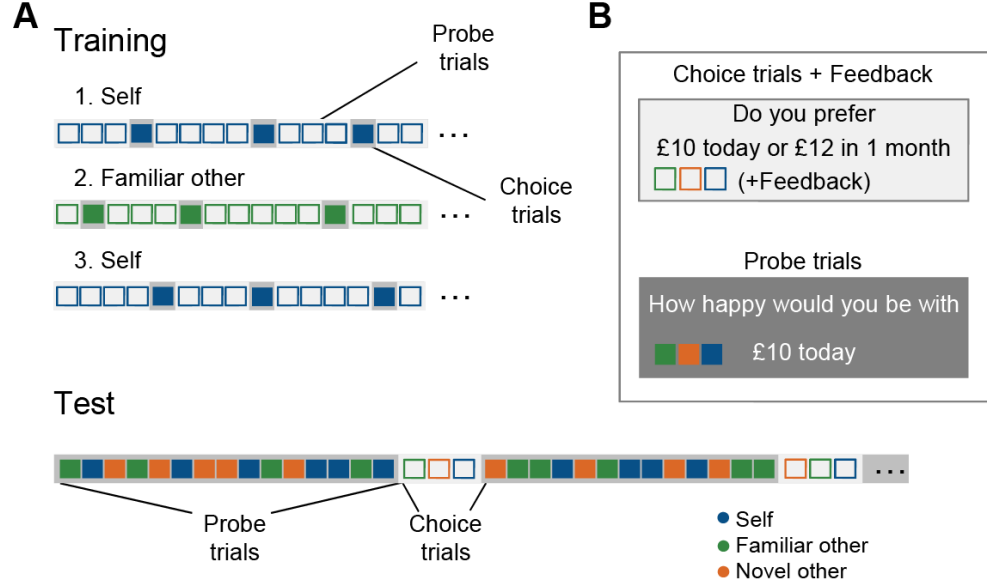 A
Training
Probe
trials
1. Self
...
2. Familiar other
...
Choice
trials
3. Self
...
Test
...
Probe
trials
Choice
trials
Self
Familiar other
Novel other
B
Choice trials + Feedback
Do you prefer
£10 today or £12 in 1 month
(+Feedback)
Probe trials
How happy would you be with
£10 today